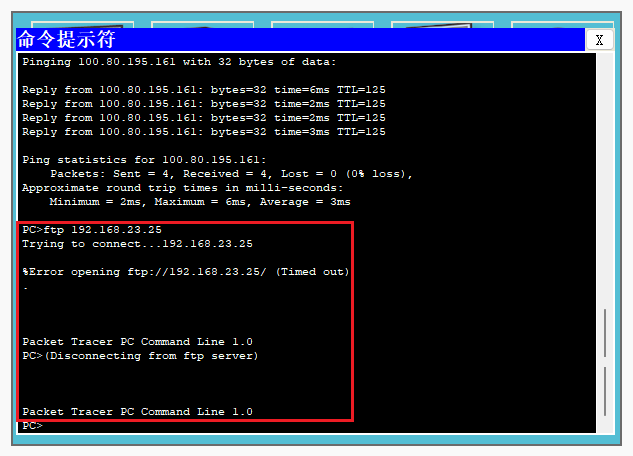 命令提示符
X
Pinging 100.80.195.161 with 32 bytes of data:
Reply from 100.80.195.161: bytes=32 time=6ms TTL=125
Reply from 100.80.195.161: bytes=32 time=2ms TTL=125
Reply from 100.80.195.161: bytes=32 time=2ms TTL=125
Reply from 100.80.195.161: bytes=32 time=3ms TTL=125
Ping statistics for 100.80.195.161:
    Packets: Sent = 4, Received = 4, Lost = 0 (0% loss),
Approximate round trip times in milli-seconds:
    Minimum = 2ms, Maximum = 6ms, Average = 3ms
PC>ftp 192.168.23.25
Trying to connect...192.168.23.25
%Error opening ftp://192.168.23.25/ (Timed out)
.
Packet Tracer PC Command Line 1.0
PC>(Disconnecting from ftp server)
Packet Tracer PC Command Line 1.0
PC>